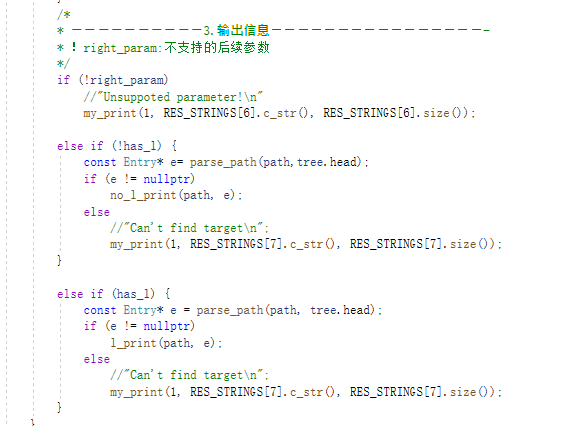 }
/*
* －－－－－－－－－－－3.输出信息－－－－－－－－－－－－－－－－-
* ！right_param:不支持的后续参数
*/
if (!right_param)
//"Unsuppoted parameter!\n"
my_print(1, RES_STRINGS[6].c_str(), RES_STRINGS[6].size());
else if (!has_l) {
const Entry* e= parse_path(path,tree.head);
if (e != nullptr)
no_l_print(path, e);
else
//"Can't find target\n";
my_print(1, RES_STRINGS[7].c_str(), RES_STRINGS[7].size());
}
else if (has_l) {
const Entry* e = parse_path(path, tree.head);
if (e != nullptr)
l_print(path, e);
else
//"Can't find target\n";
my_print(1, RES_STRINGS[7].c_str(), RES_STRINGS[7].size());
}
}